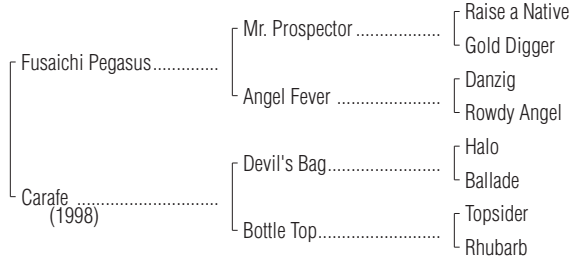 Raise a Native
Mr. Prospector ..................
Gold Digger
Fusaichi Pegasus..............
Danzig
Angel Fever ......................
Rowdy Angel
Halo
Devil's Bag........................
Ballade
Carafe ..............................
(1998)
Topsider
Bottle Top..........................
Rhubarb